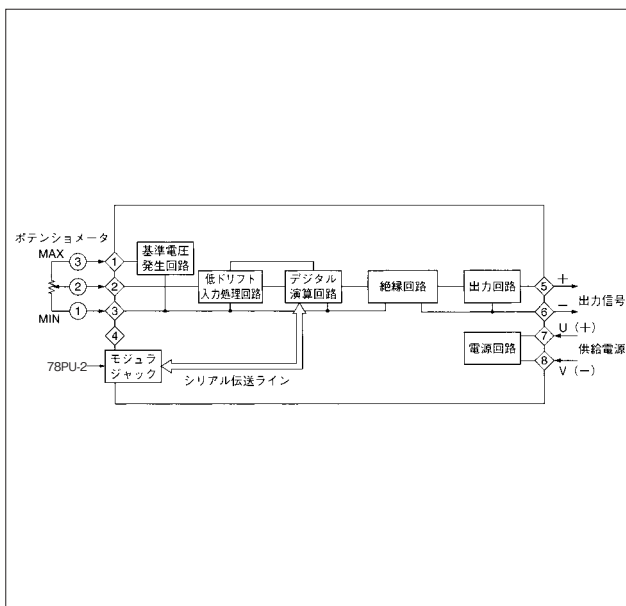 ポテンショメータ
MAX
3
2
1
MIN
1
2
3
4
基準電圧
発生回路
低ドリフト
入力処理回路
デジタル
演算回路
絶縁回路
出力回路
電源回路
5
6
7
8
+
−
出力信号
U(+)
供給電源
V(−)
78PU-2
モジュラ
ジャック
シリアル伝送ライン